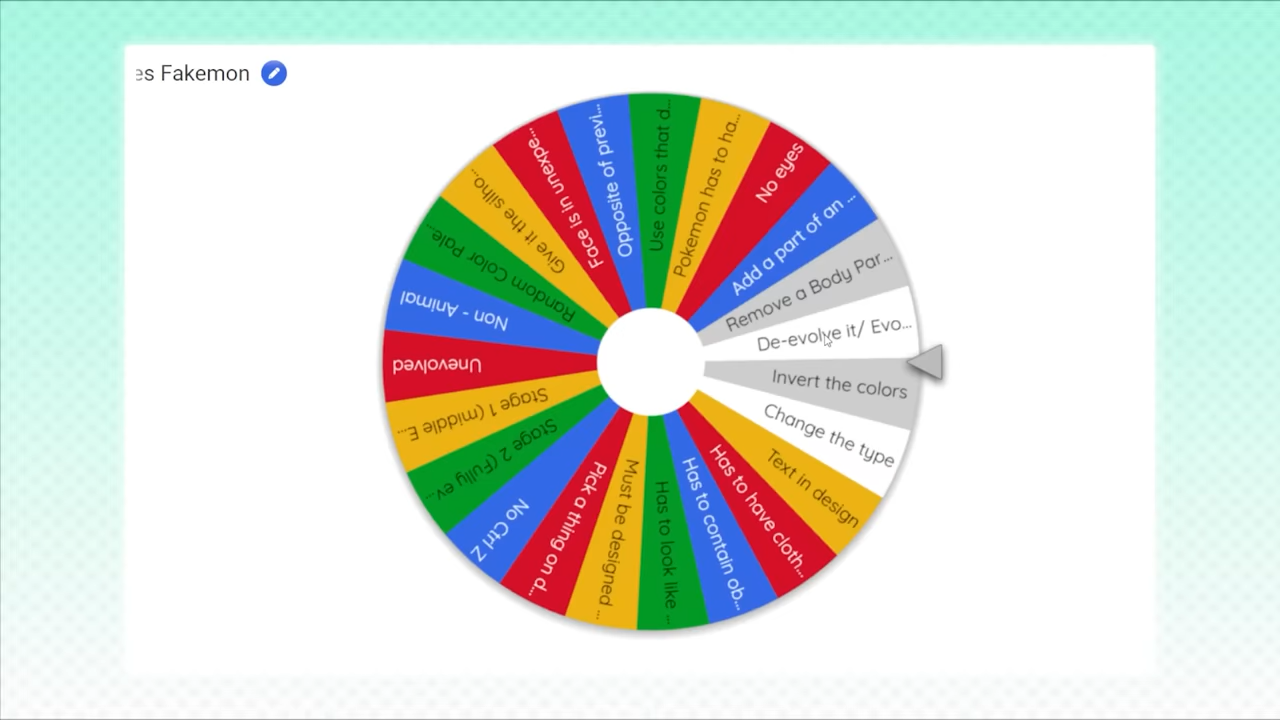 es Fakemon
Use colors that d...
Pokemon has to ha...
No eyes
Add a part of an ...
Remove a Body Par...
De-evolve it/ Evo...
Invert the colors
Change the type
Text in design
Has to have cloth...
Has to contain ob...
Has to look like ...
Must be designed ...
Pick a thing on d...
No Ctrl Z
Stage 2 (Fully ev...
Stage 1 (middle E...
Unevolved
Non - Animal
Random Color Pale...
Give it the silho...
Face is in unexpe...
Opposite of previ...